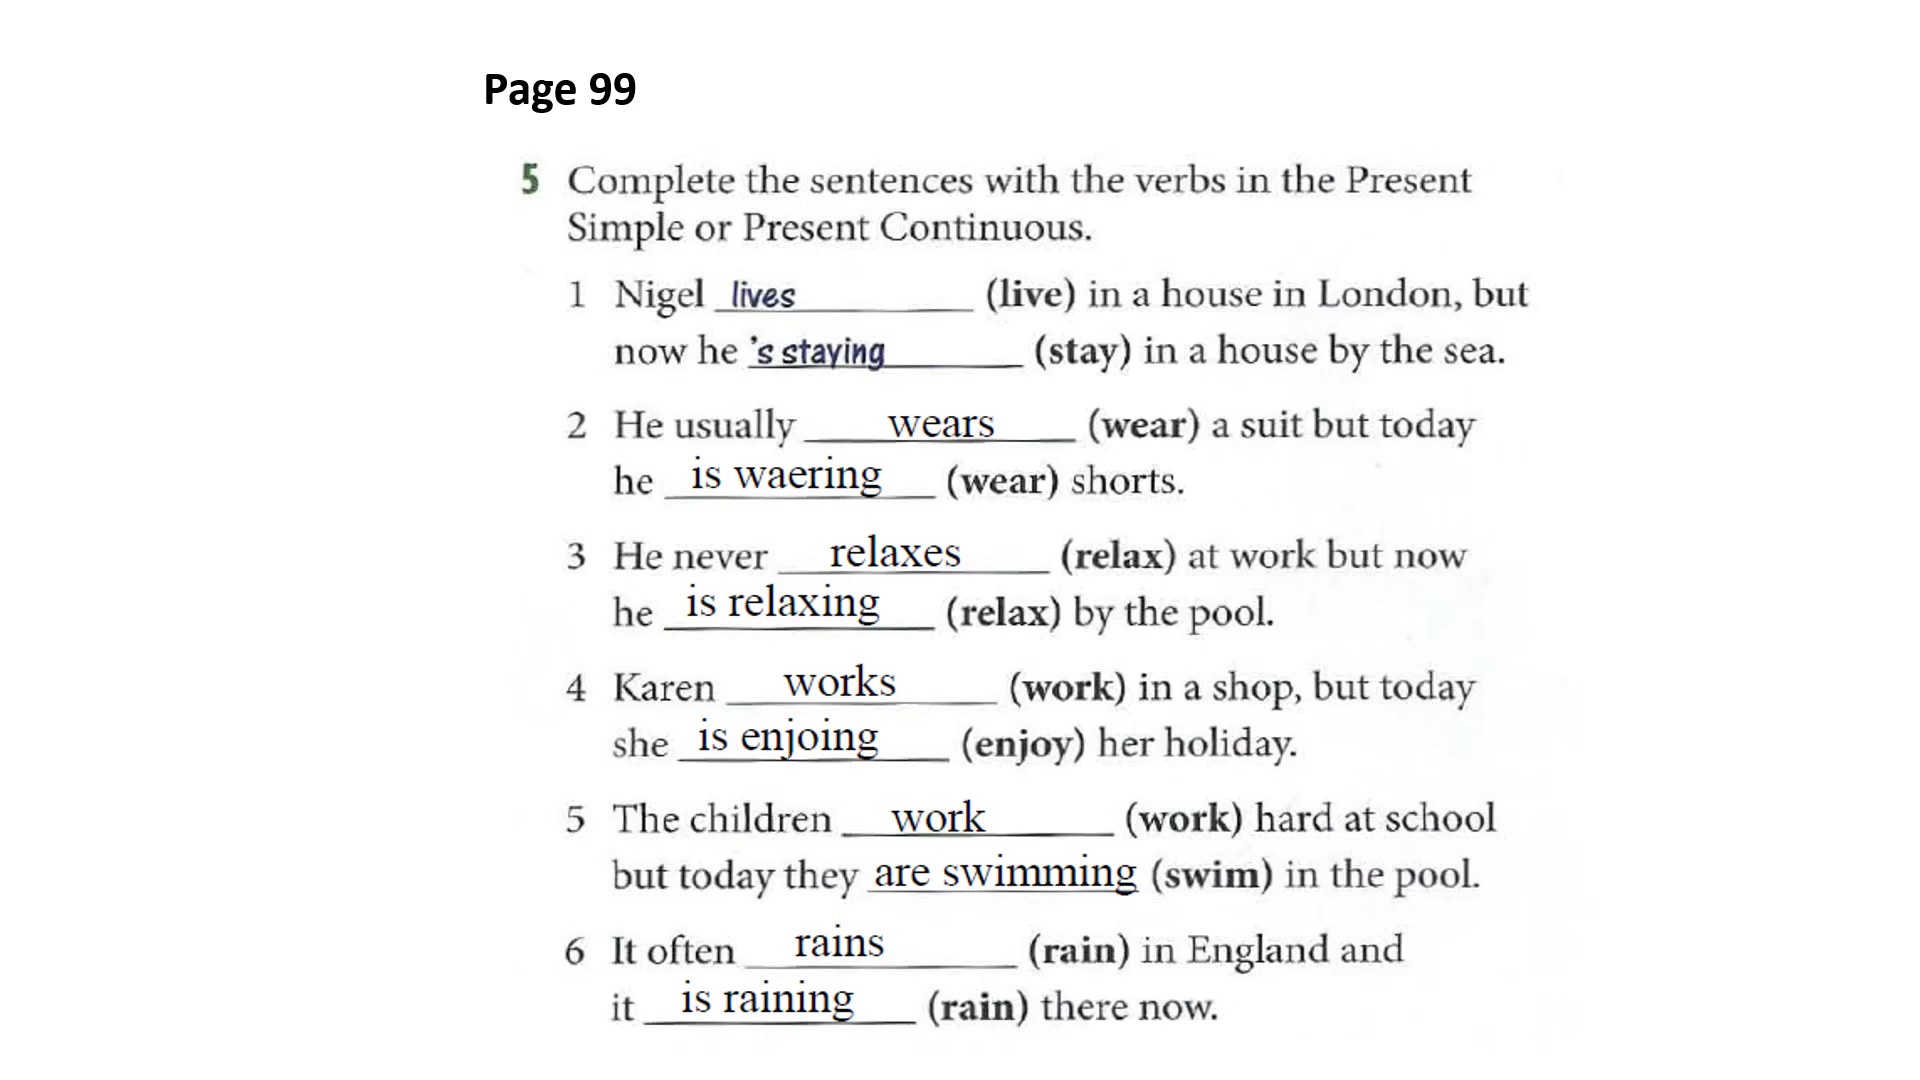 Page 99
5 Complete the sentences with the verbs in the Present
Simple or Present Continuous.
1 Nigel lives (live) in a house in London, but
now he 's staying (stay) in a house by the sea.
2 He usually wears (wear) a suit but today
he is waering (wear) shorts.
3 He never relaxes (relax) at work but now
he is relaxing (relax) by the pool.
4 Karen works (work) in a shop, but today
she is enjoing (enjoy) her holiday.
5 The children work (work) hard at school
but today they are swimming (swim) in the pool.
6 It often rains (rain) in England and
it is raining (rain) there now.